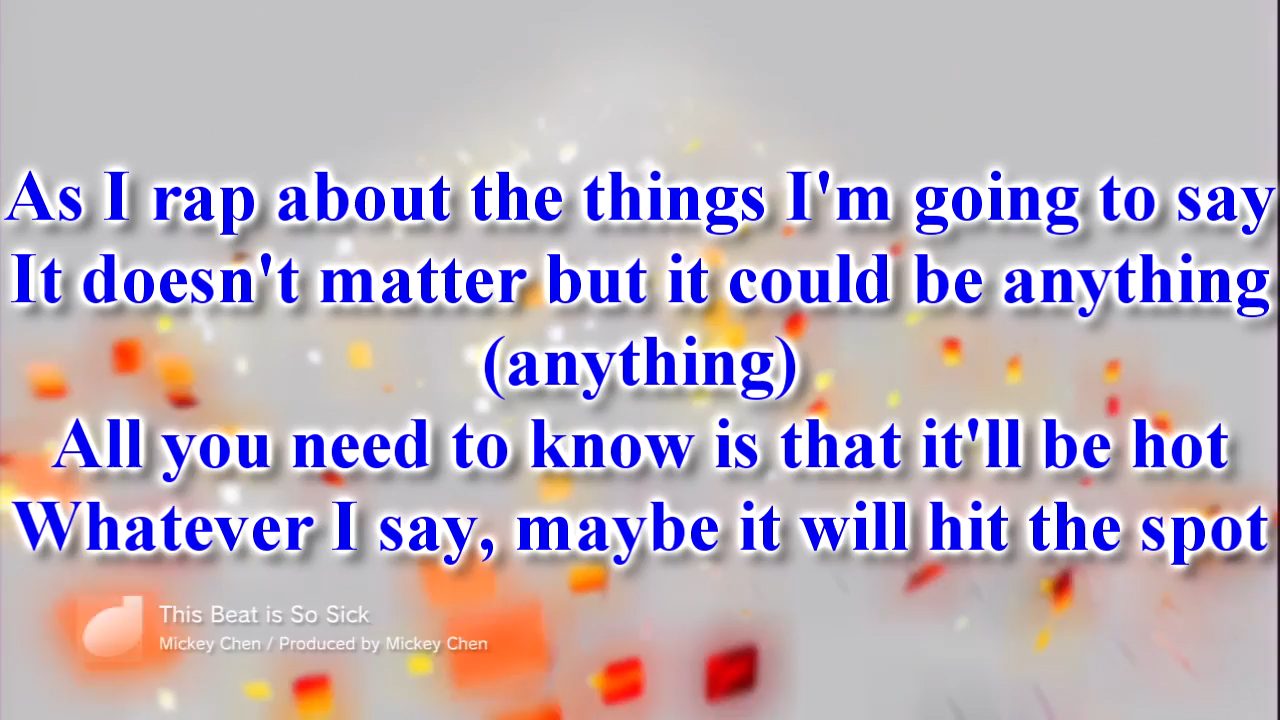 As I rap about the things I'm going to say
It doesn't matter but it could be anything
(anything)
All you need to know is that it'll be hot
Whatever I say, maybe it will hit the spot
This Beat is So Sick
Mickey Chen / Produced by Mickey Chen